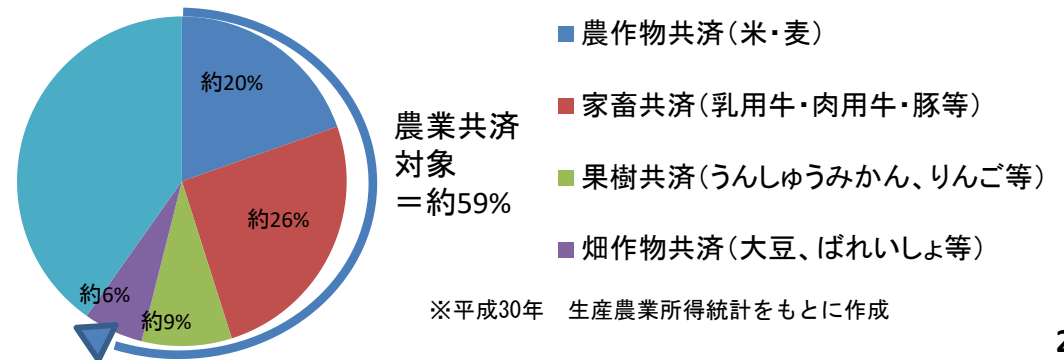 約20%
約26%
約9%
約6%
農業共済
対象
＝約59%
農作物共済（米・麦）
家畜共済（乳用牛・肉用牛・豚等）
果樹共済（うんしゅうみかん、りんご等）
畑作物共済（大豆、ばれいしょ等）
※平成30年　生産農業所得統計をもとに作成